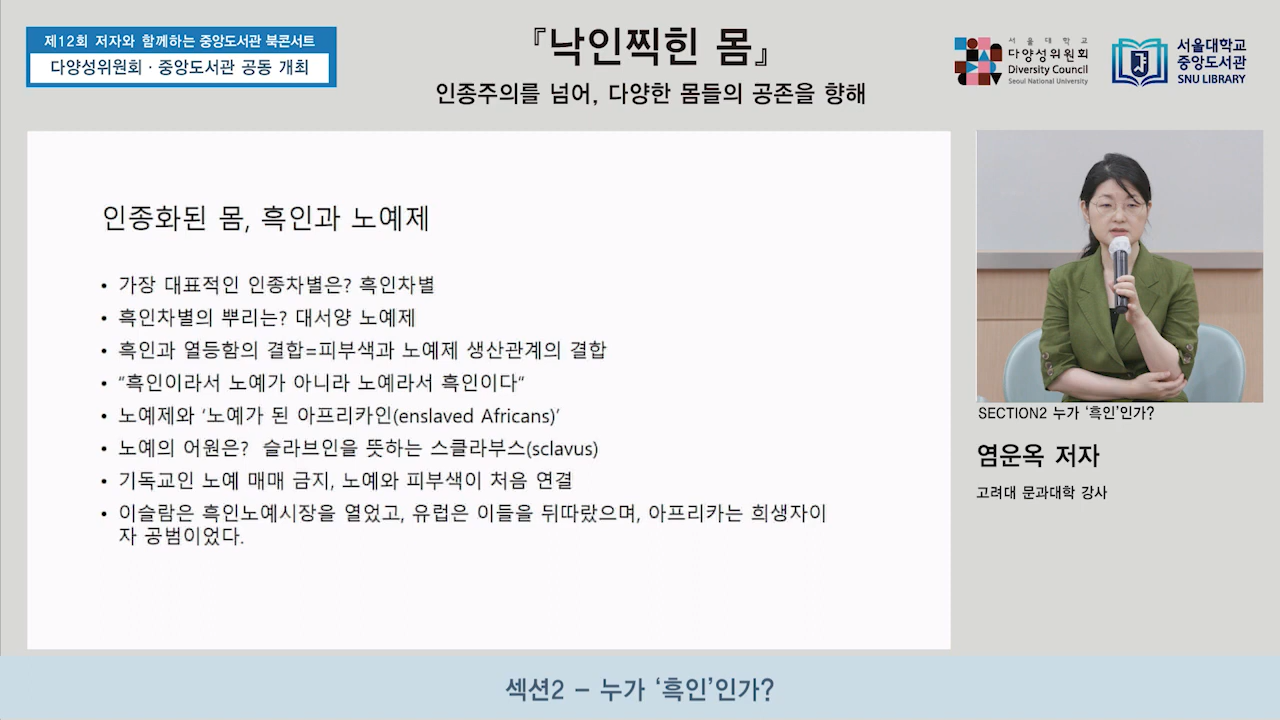 제12회 저자와 함께하는 중앙도서관 북콘서트
다양성위원회 · 중앙도서관 공동 개최
『낙인찍힌 몸』
인종주의를 넘어, 다양한 몸들의 공존을 향해
서울대학교
다양성위원회
Diversity Council
Seoul National University
서울대학교
중앙도서관
SNU LIBRARY
인종화된 몸, 흑인과 노예제
• 가장 대표적인 인종차별은? 흑인차별
• 흑인차별의 뿌리는? 대서양 노예제
• 흑인과 열등함의 결합=피부색과 노예제 생산관계의 결합
• “흑인이라서 노예가 아니라 노예라서 흑인이다“
• 노예제와 ‘노예가 된 아프리카인(enslaved Africans)’
• 노예의 어원은?  슬라브인을 뜻하는 스클라부스(sclavus)
• 기독교인 노예 매매 금지, 노예와 피부색이 처음 연결
• 이슬람은 흑인노예시장을 열었고, 유럽은 이들을 뒤따랐으며, 아프리카는 희생자이
자 공범이었다.
SECTION2 누가 ‘흑인’인가?
염운옥 저자
고려대 문과대학 강사
섹션2 – 누가 ‘흑인’인가?